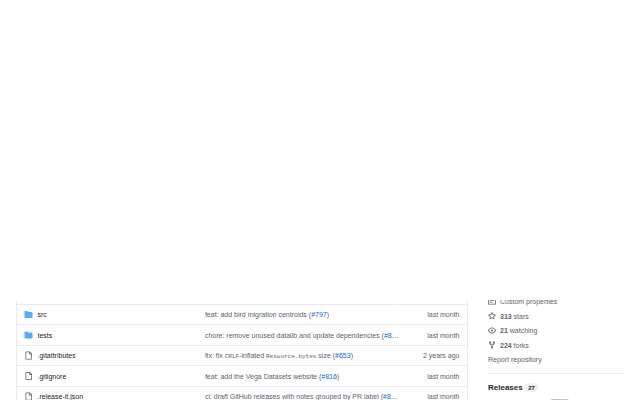 Custom properties
src feat: add bird migration centroids (#797) last month
313 stars
21 watching
tests chore: remove unused datalib and update dependencies (#8… last month
224 forks
.gitattributes fix: fix CRLF-inflated Resource.bytes size (#653) 2 years ago
Report repository
.gitignore feat: add the Vega Datasets website (#816) last month
Releases 27
.release-it.json ci: draft GitHub releases with notes grouped by PR label (#8… last month